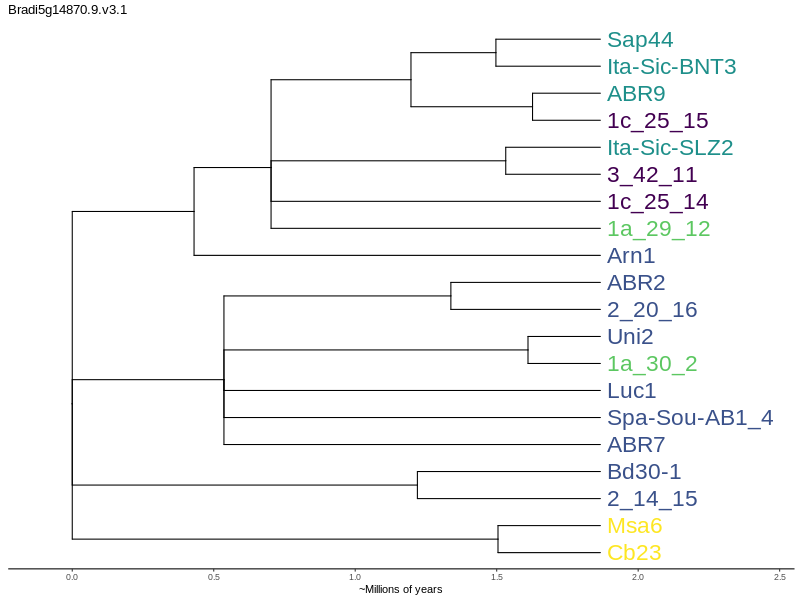 Bradi5g14870.9.v3.1
Sap44
Ita-Sic-BNT3
ABR9
1c_25_15
Ita-Sic-SLZ2
3_42_11
1c_25_14
1a_29_12
Arn1
ABR2
2_20_16
Uni2
1a_30_2
Luc1
Spa-Sou-AB1_4
ABR7
Bd30-1
2_14_15
Msa6
Cb23
0.0 0.5 1.0 1.5 2.0 2.5
~Millions of years